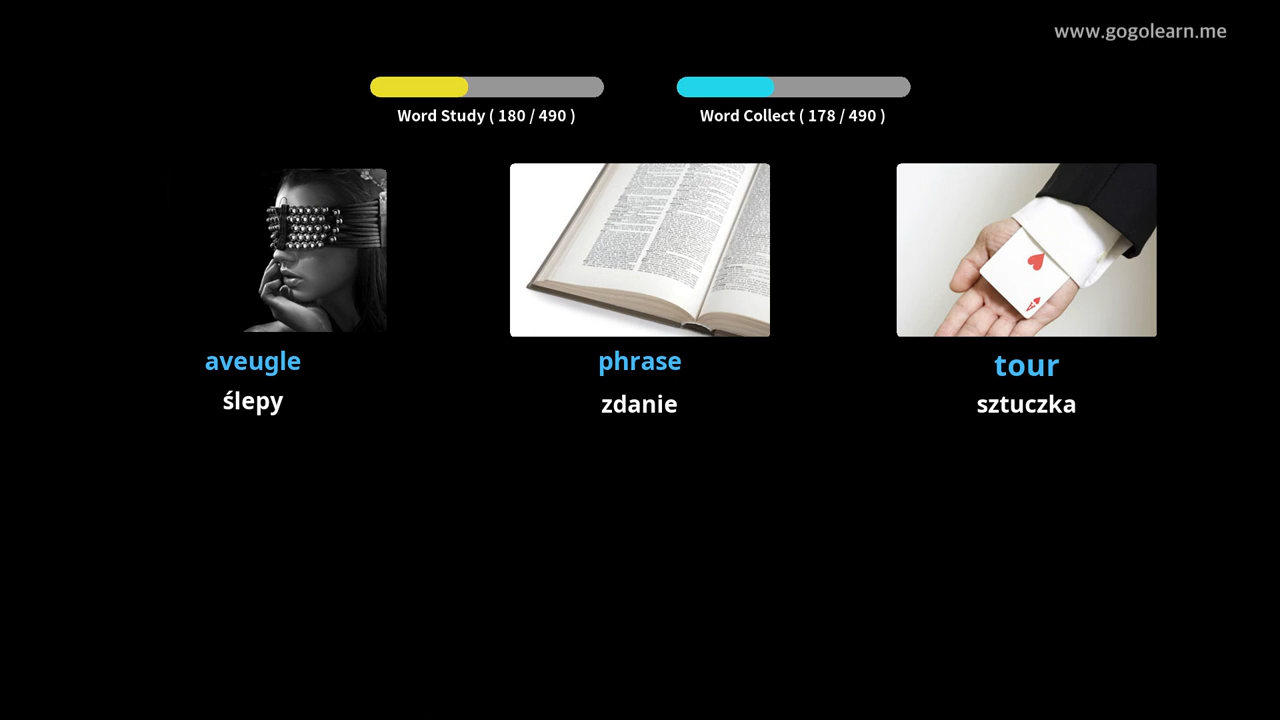 www.gogolearn.me
Word Study ( 180 / 490 )
Word Collect ( 178 / 490 )
aveugle
ślepy
phrase
zdanie
tour
sztuczka
A